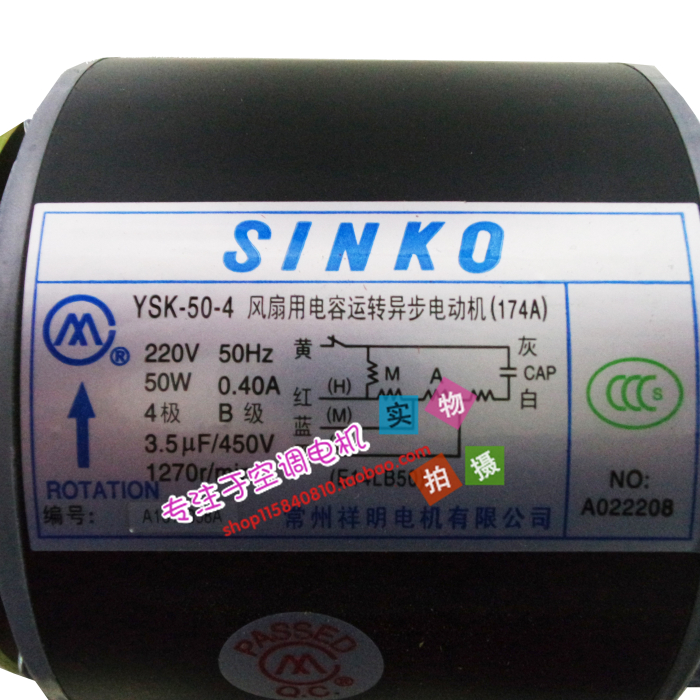 SINKO
YSK-50-4 风扇用电容运转异步电动机(174A)
220V 50Hz
50W 0.40A
4极 B级
3.5μF/450V
1270r/mi
黄
红 (H)
蓝 (M)
M A
灰
CAP
白
CCC S
ROTATION
编号:
NO:
A022208
常州祥明电机有限公司
实物
拍摄
专注于空调电机
shop115840810.taobao.com
PASSED
Q.C.
®